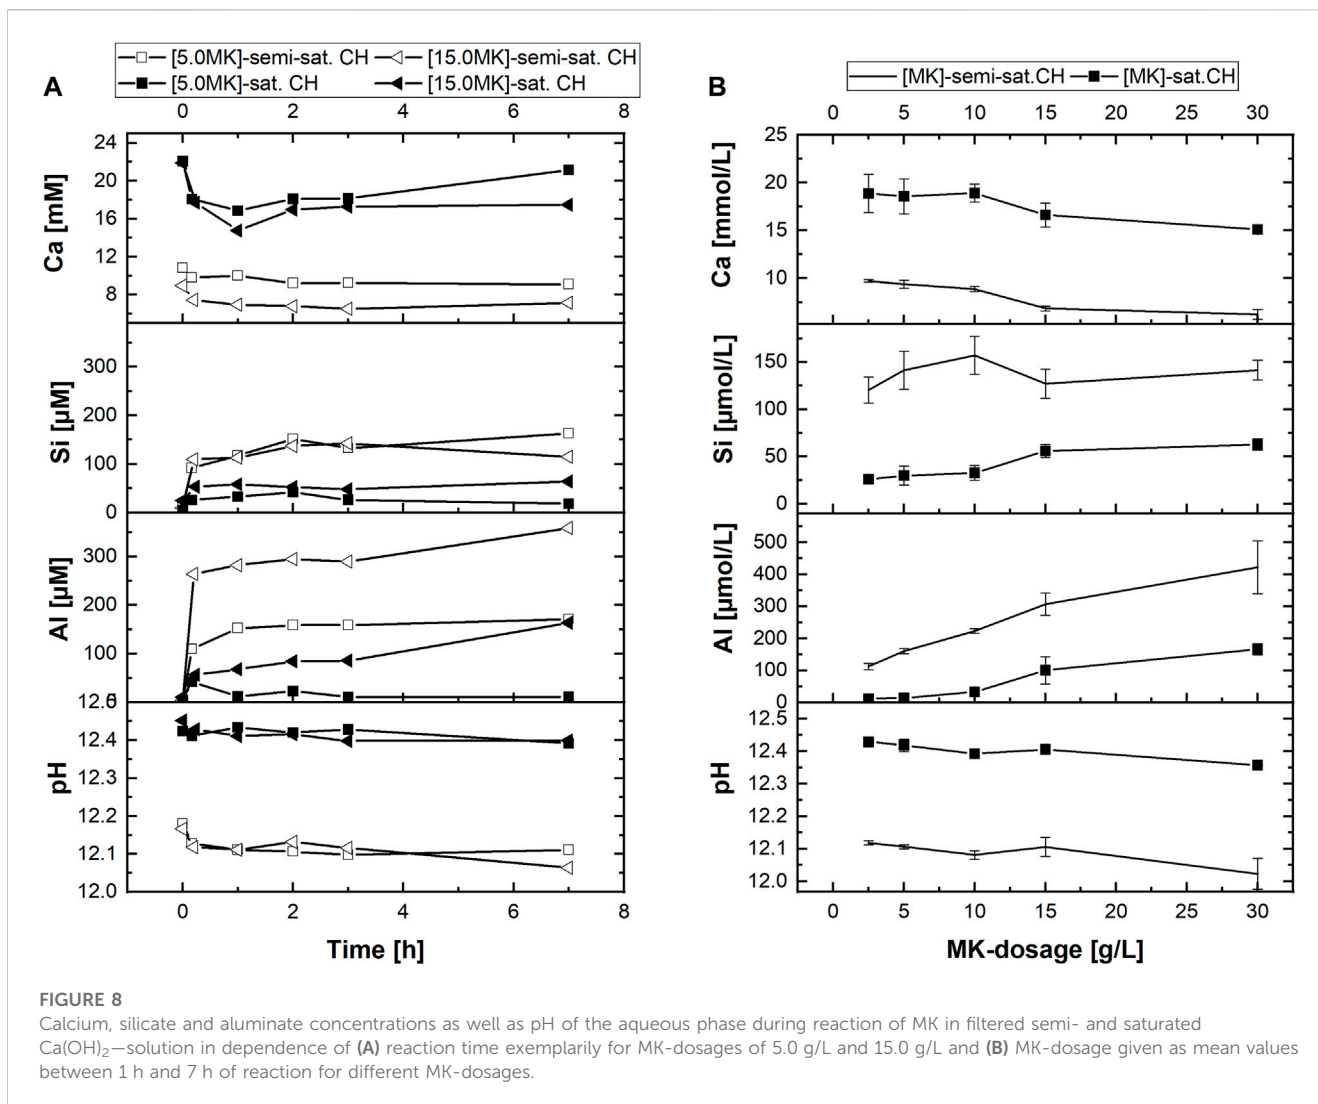 A
[5.0MK]-semi-sat. CH [15.0MK]-semi-sat. CH
[5.0MK]-sat. CH [15.0MK]-sat. CH
0 2 4 6 8
Ca [mM]
24
20
16
12
8
Si [µM]
300
200
100
0
Al [µM]
300
200
100
pH
12.5
12.4
12.3
12.2
12.1
12.0
0 2 4 6 8
Time [h]
B
[MK]-semi-sat.CH [MK]-sat.CH
0 5 10 15 20 25 30
Ca [mmol/L]
25
20
15
10
Si [µmol/L]
150
100
50
0
Al [µmol/L]
500
400
300
200
100
0
pH
12.5
12.4
12.3
12.2
12.1
12.0
0 5 10 15 20 25 30
MK-dosage [g/L]
FIGURE 8
Calcium, silicate and aluminate concentrations as well as pH of the aqueous phase during reaction of MK in filtered semi- and saturated
Ca(OH)₂—solution in dependence of (A) reaction time exemplarily for MK-dosages of 5.0 g/L and 15.0 g/L and (B) MK-dosage given as mean values
between 1 h and 7 h of reaction for different MK-dosages.